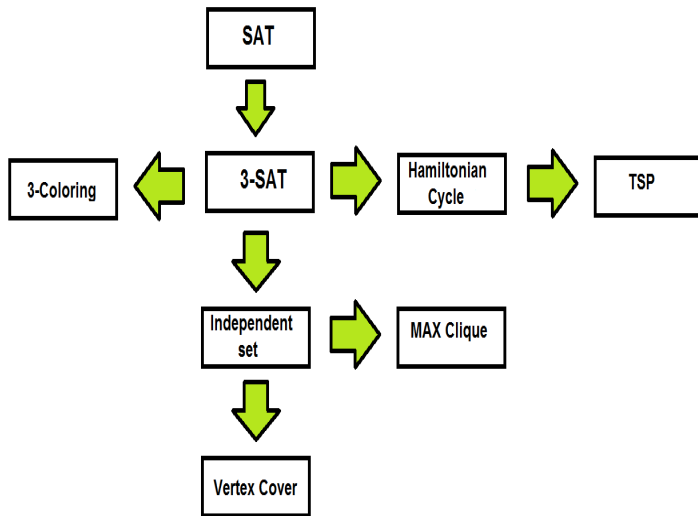 SAT
3-Coloring
3-SAT
Hamiltonian
Cycle
TSP
Independent
set
MAX Clique
Vertex Cover